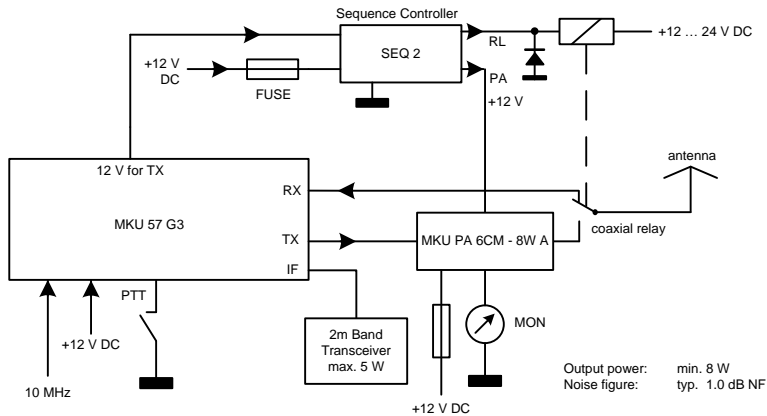 Sequence Controller
SEQ 2
RL
+12 ... 24 V DC
+12 V
DC
FUSE
PA
+12 V
12 V for TX
antenna
RX
MKU 57 G3
coaxial relay
TX
MKU PA 6CM - 8W A
IF
PTT
+12 V DC
2m Band
Transceiver
max. 5 W
MON
10 MHz
+12 V DC
Output power: min. 8 W
Noise figure: typ. 1.0 dB NF